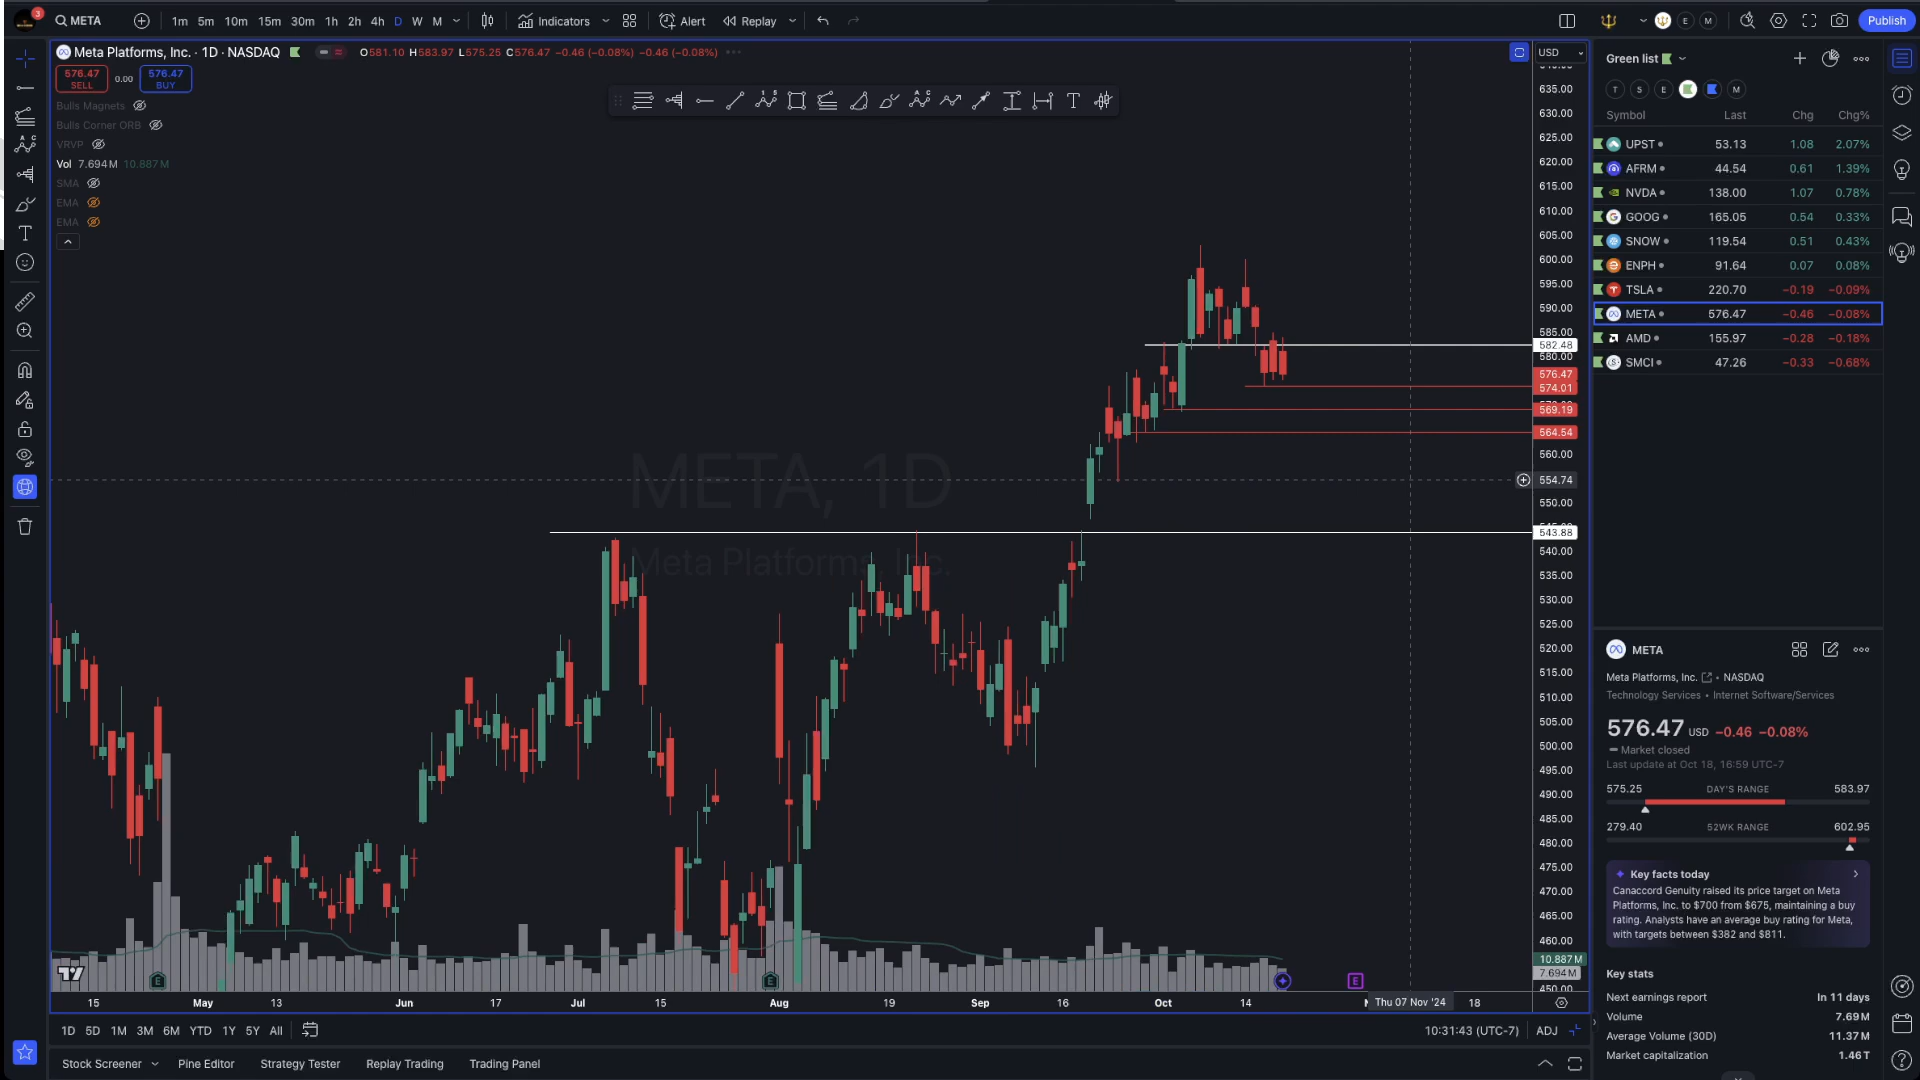 3
META
1m 5m 10m 15m 30m 1h 2h 4h D W M
Indicators
Alert
Replay
E
M
Publish
Meta Platforms, Inc. · 1D · NASDAQ
O581.10 H583.97 L575.25 C576.47 −0.46 (−0.08%) −0.46 (−0.08%)
576.47 SELL
0.00
576.47 BUY
Bulls Magnets
Bulls Corner ORB
VRVP
Vol 7.694M 10.887M
SMA
EMA
EMA
META, 1D
Meta Platforms, Inc.
USD
635.00
630.00
625.00
620.00
615.00
610.00
605.00
600.00
595.00
590.00
585.00
582.48
580.00
576.47
574.01
569.19
564.54
560.00
554.74
550.00
543.88
540.00
535.00
530.00
525.00
520.00
515.00
510.00
505.00
500.00
495.00
490.00
485.00
480.00
475.00
470.00
465.00
460.00
10.887M
7.694M
450.00
E
E
E
15 May 13 Jun 17 Jul 15 Aug 19 Sep 16 Oct 14 Thu 07 Nov '24 18
1D 5D 1M 3M 6M YTD 1Y 5Y All
10:31:43 (UTC-7) ADJ
Stock Screener
Pine Editor
Strategy Tester
Replay Trading
Trading Panel
Green list
T S E M
Symbol Last Chg Chg%
UPST 53.13 1.08 2.07%
AFRM 44.54 0.61 1.39%
NVDA 138.00 1.07 0.78%
GOOG 165.05 0.54 0.33%
SNOW 119.54 0.51 0.43%
ENPH 91.64 0.07 0.08%
TSLA 220.70 −0.19 −0.09%
META 576.47 −0.46 −0.08%
AMD 155.97 −0.28 −0.18%
SMCI 47.26 −0.33 −0.68%
META
Meta Platforms, Inc. • NASDAQ
Technology Services • Internet Software/Services
576.47 USD −0.46 −0.08%
Market closed
Last update at Oct 18, 16:59 UTC-7
575.25 DAY'S RANGE 583.97
279.40 52WK RANGE 602.95
Key facts today
Canaccord Genuity raised its price target on Meta
Platforms, Inc. to $700 from $675, maintaining a buy
rating. Analysts have an average buy rating for Meta,
with targets between $382 and $811.
Key stats
Next earnings report In 11 days
Volume 7.69M
Average Volume (30D) 11.37M
Market capitalization 1.46T